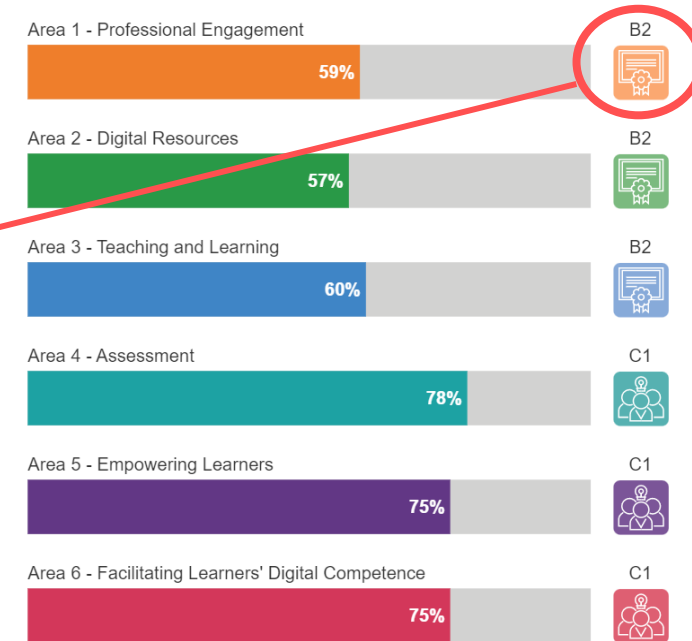 Area 1 - Professional Engagement B2
59%
Area 2 - Digital Resources B2
57%
Area 3 - Teaching and Learning B2
60%
Area 4 - Assessment C1
78%
Area 5 - Empowering Learners C1
75%
Area 6 - Facilitating Learners' Digital Competence C1
75%